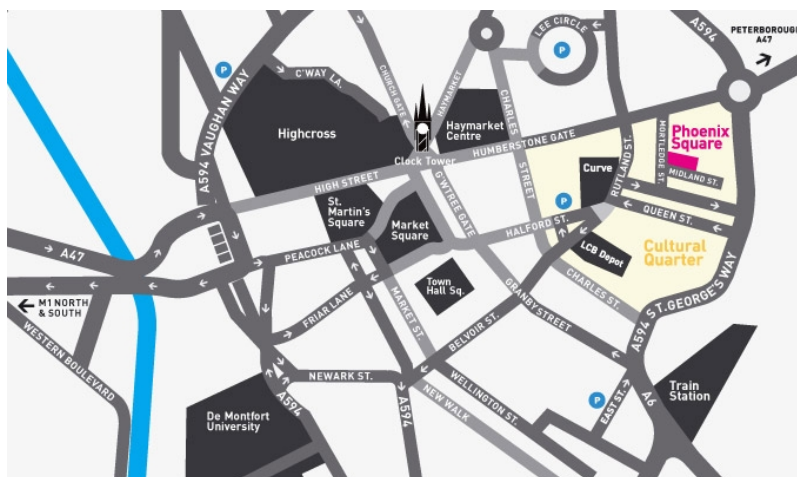 PETERBOROUGH
A47
A594
LEE CIRCLE
P
P
C'WAY LA.
CHURCH GATE
HAYMARKET
CHARLES
STREET
A594 VAUGHAN WAY
Highcross
Haymarket
Centre
Clock Tower
HUMBERSTONE GATE
RUTLAND ST.
MORTLEDGE ST.
Phoenix
Square
MIDLAND ST.
HIGH STREET
G'WTREE GATE
Curve
St.
Martin's
Square
Market
Square
P
HALFORD ST.
QUEEN ST.
A47
PEACOCK LANE
LCB Depot
Cultural
Quarter
M1 NORTH
& SOUTH
FRIAR LANE
MARKET ST.
Town
Hall Sq.
GRANBY STREET
CHARLES ST.
A594 ST.GEORGE'S WAY
WESTERN BOULEVARD
BELVOIR ST.
NEWARK ST.
NEW WALK
WELLINGTON ST.
EAST ST.
P
A6
Train
Station
De Montfort
University
A594
A594